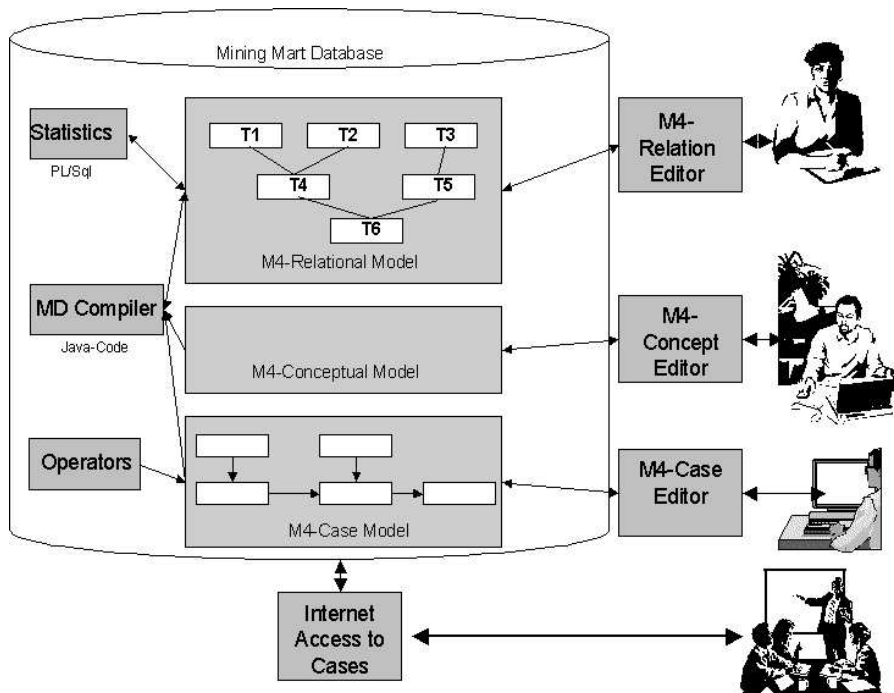 Mining Mart Database
Statistics
PL/Sql
T1
T2
T3
T4
T5
T6
M4-Relational Model
M4-
Relation
Editor
MD Compiler
Java-Code
M4-Conceptual Model
M4-
Concept
Editor
Operators
M4-Case Model
M4-Case
Editor
Internet
Access to
Cases